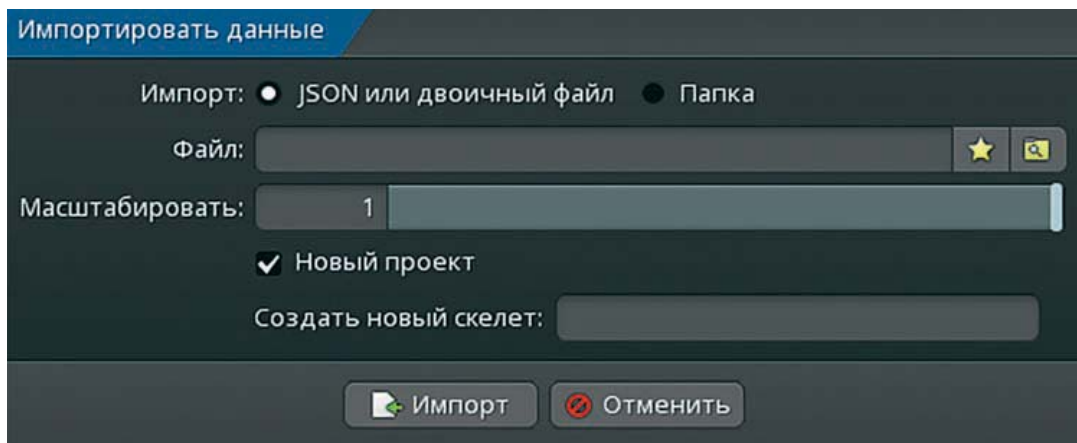 Импортировать данные
Импорт: JSON или двоичный файл Папка
Файл:
Масштабировать: 1
Новый проект
Создать новый скелет:
Импорт Отменить